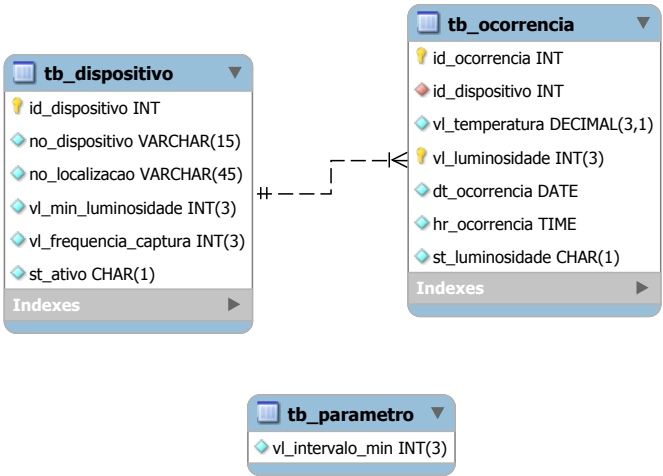 tb_dispositivo
id_dispositivo INT
no_dispositivo VARCHAR(15)
no_localizacao VARCHAR(45)
vl_min_luminosidade INT(3)
vl_frequencia_captura INT(3)
st_ativo CHAR(1)
Indexes
tb_ocorrencia
id_ocorrencia INT
id_dispositivo INT
vl_temperatura DECIMAL(3,1)
vl_luminosidade INT(3)
dt_ocorrencia DATE
hr_ocorrencia TIME
st_luminosidade CHAR(1)
Indexes
tb_parametro
vl_intervalo_min INT(3)